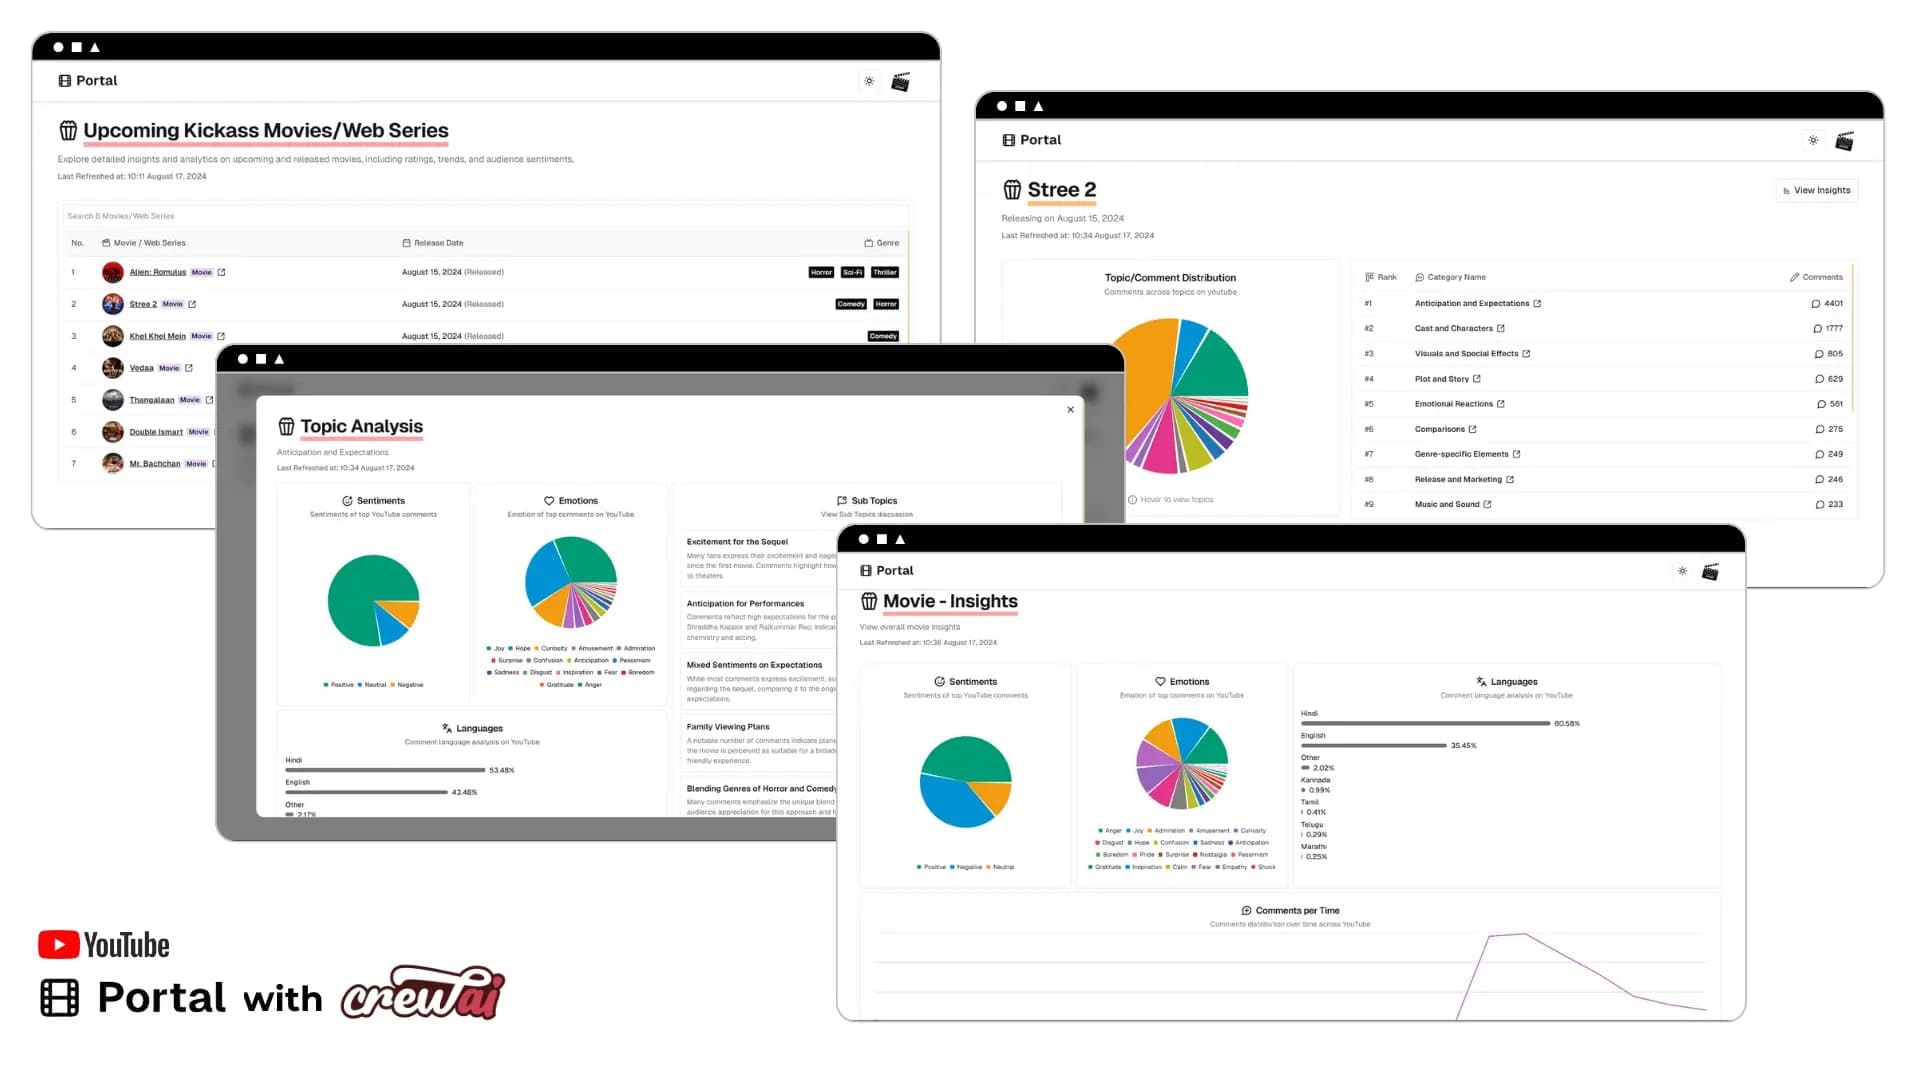 Portal
Upcoming Kickass Movies/Web Series
Explore detailed insights and analytics on upcoming and released movies, including ratings, trends, and audience sentiments.
Last Refreshed at: 10:11 August 17, 2024
Search 8 Movies/Web Series
No. Movie / Web Series Release Date Genre
1 Alien: Romulus Movie August 15, 2024 (Released) Horror Sci-Fi Thriller
2 Stree 2 Movie August 15, 2024 (Released) Comedy Horror
3 Khel Khel Mein Movie August 15, 2024 (Released) Comedy
4 Vedaa Movie
5 Thangalaan Movie
6 Double Ismart Movie
7 Mr. Bachchan Movie
Portal
Stree 2
View Insights
Releasing on August 15, 2024
Last Refreshed at: 10:34 August 17, 2024
Topic/Comment Distribution
Comments across topics on youtube
Hover to view topics
Rank Category Name Comments
#1 Anticipation and Expectations 4401
#2 Cast and Characters 1777
#3 Visuals and Special Effects 805
#4 Plot and Story 629
#5 Emotional Reactions 561
#6 Comparisons 275
#7 Genre-specific Elements 249
#8 Release and Marketing 246
#9 Music and Sound 233
Topic Analysis
Anticipation and Expectations
Last Refreshed at: 10:34 August 17, 2024
Sentiments
Sentiments of top YouTube comments
Positive Neutral Negative
Emotions
Emotion of top comments on YouTube
Joy Hope Curiosity Amusement Admiration
Surprise Confusion Anticipation Pessimism
Sadness Disgust Inspiration Fear Boredom
Gratitude Anger
Sub Topics
View Sub Topics discussion
Excitement for the Sequel
Many fans express their excitement and
since the first movie. Comments highlight
to theaters.
Anticipation for Performances
Comments reflect high expectations for the
Shraddha Kapoor and Rajkummar Rao,
chemistry and acting.
Mixed Sentiments on Expectations
While most comments express excitement,
regarding the sequel, comparing it to the
expectations.
Family Viewing Plans
A notable number of comments indicate
the movie is perceived as suitable for a
friendly experience.
Blending Genres of Horror and Comedy
Many comments emphasize the unique blend
audience appreciation for this approach and
Languages
Comment language analysis on YouTube
Hindi
53.48%
English
43.48%
Other
2.17%
Portal
Movie - Insights
View overall movie insights
Last Refreshed at: 10:36 August 17, 2024
Sentiments
Sentiments of top YouTube comments
Positive Negative Neutral
Emotions
Emotion of top comments on YouTube
Anger Joy Admiration Amusement Curiosity
Disgust Hope Confusion Sadness Anticipation
Boredom Pride Surprise Nostalgia Pessimism
Gratitude Inspiration Calm Fear Empathy Shock
Languages
Comment language analysis on YouTube
Hindi
60.58%
English
35.45%
Other
2.02%
Kannada
0.99%
Tamil
0.41%
Telugu
0.29%
Marathi
0.25%
Comments per Time
Comments distribution over time across YouTube
YouTube
Portal with crewai